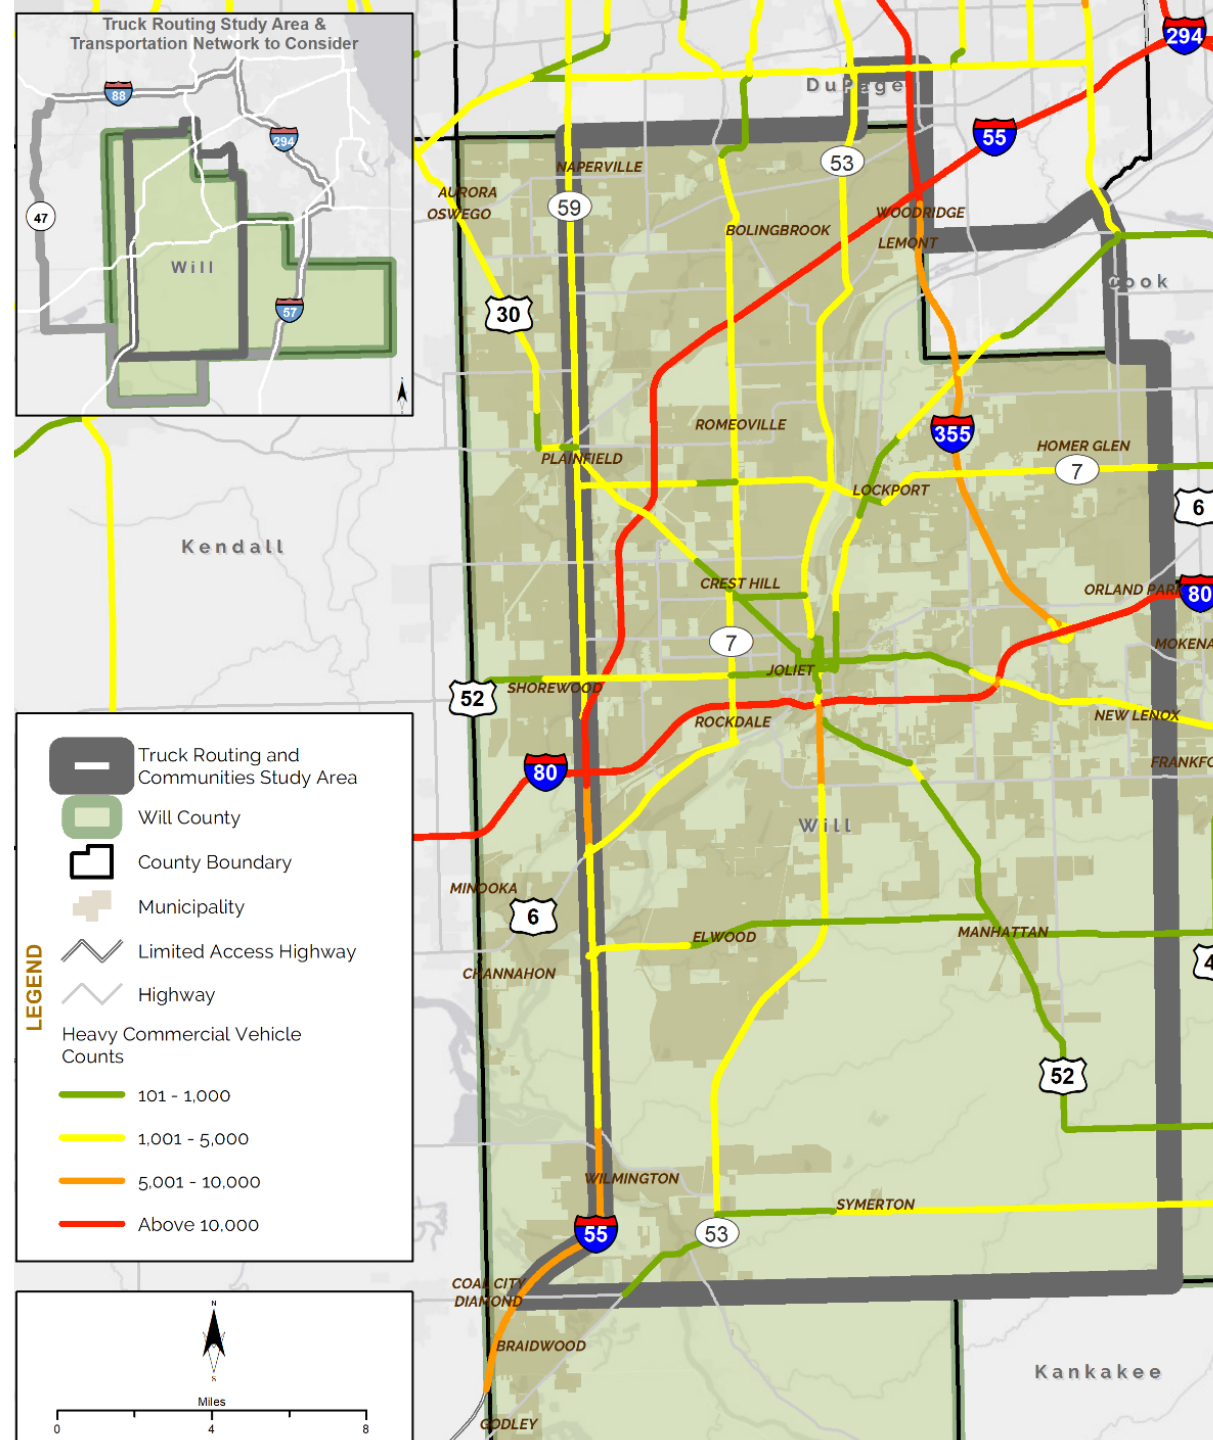 Truck Routing Study Area &
Transportation Network to Consider
88
294
47
Will
57
294
DuPage
55
53
NAPERVILLE
AURORA
OSWEGO
59
WOODRIDGE
BOLINGBROOK
LEMONT
Cook
30
355
ROMEOVILLE
HOMER GLEN
PLAINFIELD
7
LOCKPORT
6
Kendall
CREST HILL
ORLAND PAR
80
7
MOKENA
JOLIET
SHOREWOOD
52
NEW LENOX
ROCKDALE
FRANKFO
80
Will
MINOOKA
6
ELWOOD
MANHATTAN
4
CHANNAHON
52
WILMINGTON
SYMERTON
55
53
COAL CITY
DIAMOND
BRAIDWOOD
Kankakee
GODLEY
LEGEND
Truck Routing and
Communities Study Area
Will County
County Boundary
Municipality
Limited Access Highway
Highway
Heavy Commercial Vehicle
Counts
101 - 1,000
1,001 - 5,000
5,001 - 10,000
Above 10,000
N
S
Miles
0 4 8